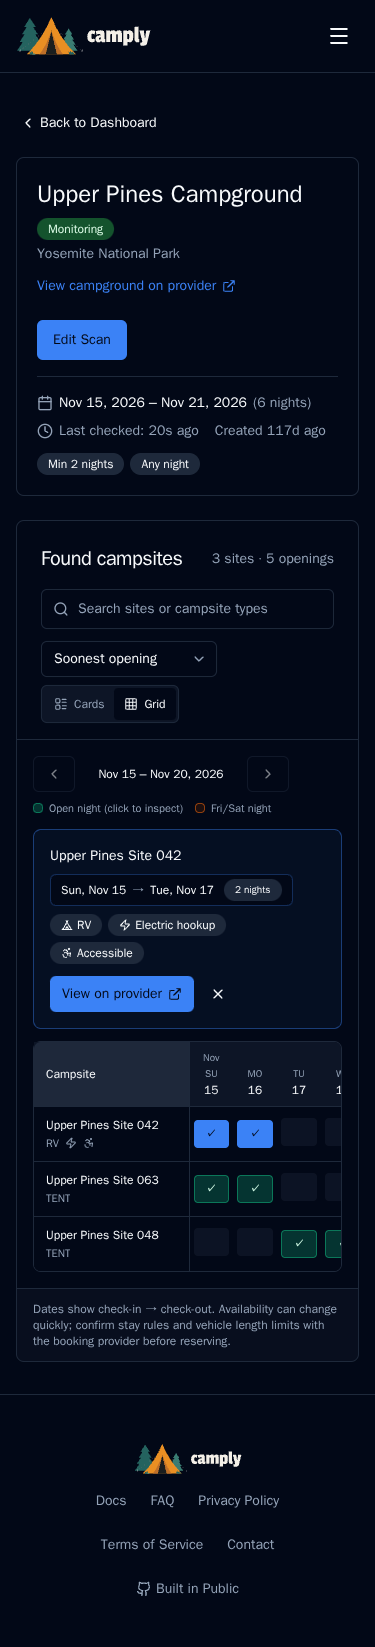 camply
Back to Dashboard
Upper Pines Campground
Monitoring
Yosemite National Park
View campground on provider
Edit Scan
Nov 15, 2026 – Nov 21, 2026 (6 nights)
Last checked: 20s ago Created 117d ago
Min 2 nights Any night
Found campsites 3 sites · 5 openings
Search sites or campsite types
Soonest opening
Cards Grid
Nov 15 – Nov 20, 2026
Open night (click to inspect) Fri/Sat night
Upper Pines Site 042
Sun, Nov 15 → Tue, Nov 17 2 nights
RV Electric hookup
Accessible
View on provider
Campsite Nov
SU MO TU
15 16 17
Upper Pines Site 042
RV
Upper Pines Site 063
TENT
Upper Pines Site 048
TENT
Dates show check-in → check-out. Availability can change
quickly; confirm stay rules and vehicle length limits with
the booking provider before reserving.
camply
Docs FAQ Privacy Policy
Terms of Service Contact
Built in Public